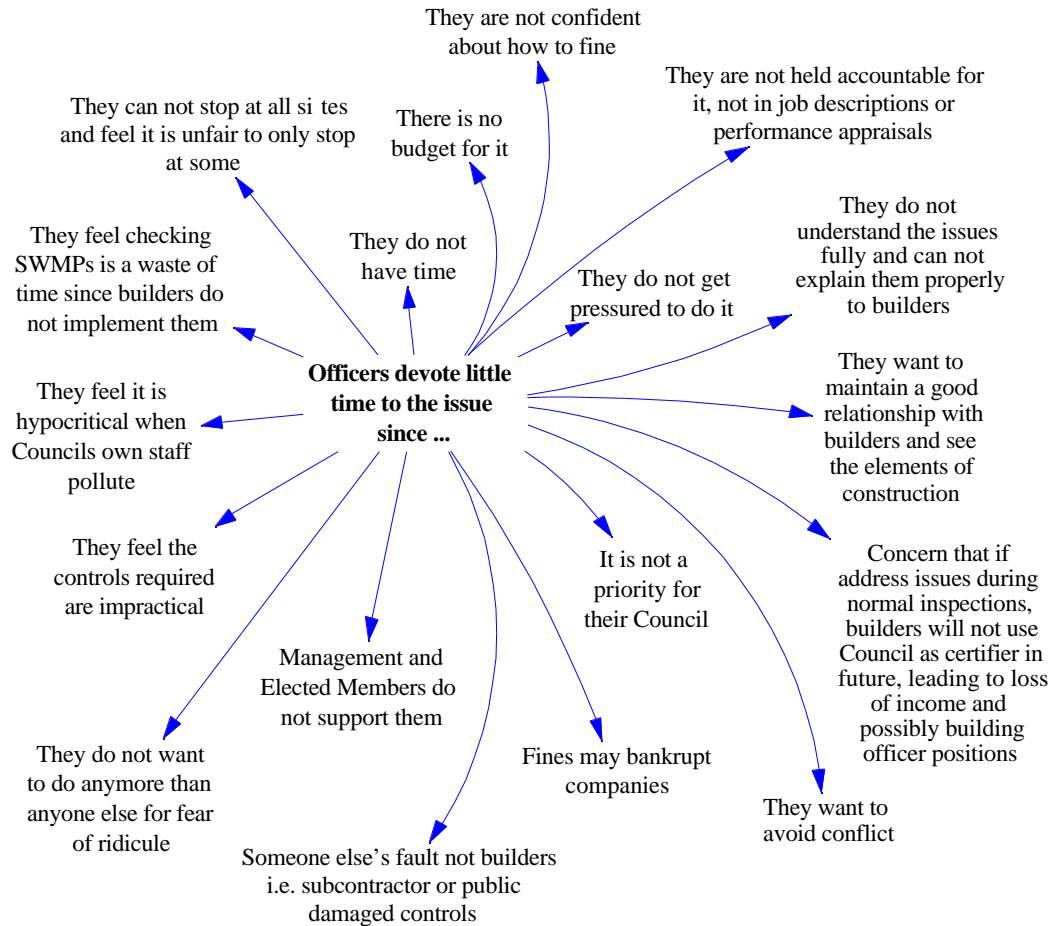 They are not confident
about how to fine
They are not held accountable for
it, not in job descriptions or
performance appraisals
They can not stop at all si tes
and feel it is unfair to only stop
at some
There is no
budget for it
They do not
understand the issues
fully and can not
explain them properly
to builders
They feel checking
SWMPs is a waste of
time since builders do
not implement them
They do not
have time
They do not get
pressured to do it
Officers devote little
time to the issue
since ...
They want to
maintain a good
relationship with
builders and see
the elements of
construction
They feel it is
hypocritical when
Councils own staff
pollute
They feel the
controls required
are impractical
It is not a
priority for
their Council
Concern that if
address issues during
normal inspections,
builders will not use
Council as certifier in
future, leading to loss
of income and
possibly building
officer positions
Management and
Elected Members do
not support them
They do not want
to do anymore than
anyone else for fear
of ridicule
Fines may bankrupt
companies
They want to
avoid conflict
Someone else's fault not builders
i.e. subcontractor or public
damaged controls